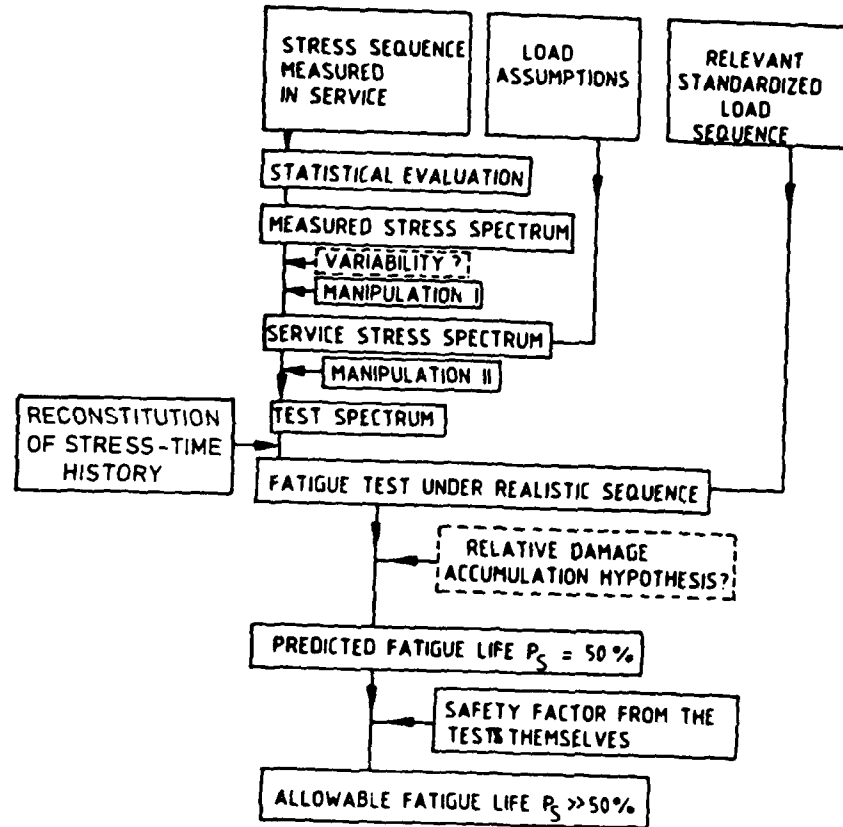 STRESS SEQUENCE
MEASURED
IN SERVICE
LOAD
ASSUMPTIONS
RELEVANT
STANDARDIZED
LOAD
SEQUENCE
STATISTICAL EVALUATION
MEASURED STRESS SPECTRUM
VARIABILITY?
MANIPULATION I
SERVICE STRESS SPECTRUM
MANIPULATION II
TEST SPECTRUM
RECONSTITUTION
OF STRESS-TIME
HISTORY
FATIGUE TEST UNDER REALISTIC SEQUENCE
RELATIVE DAMAGE
ACCUMULATION HYPOTHESIS?
PREDICTED FATIGUE LIFE PS = 50%
SAFETY FACTOR FROM THE
TESTS THEMSELVES
ALLOWABLE FATIGUE LIFE PS >> 50%